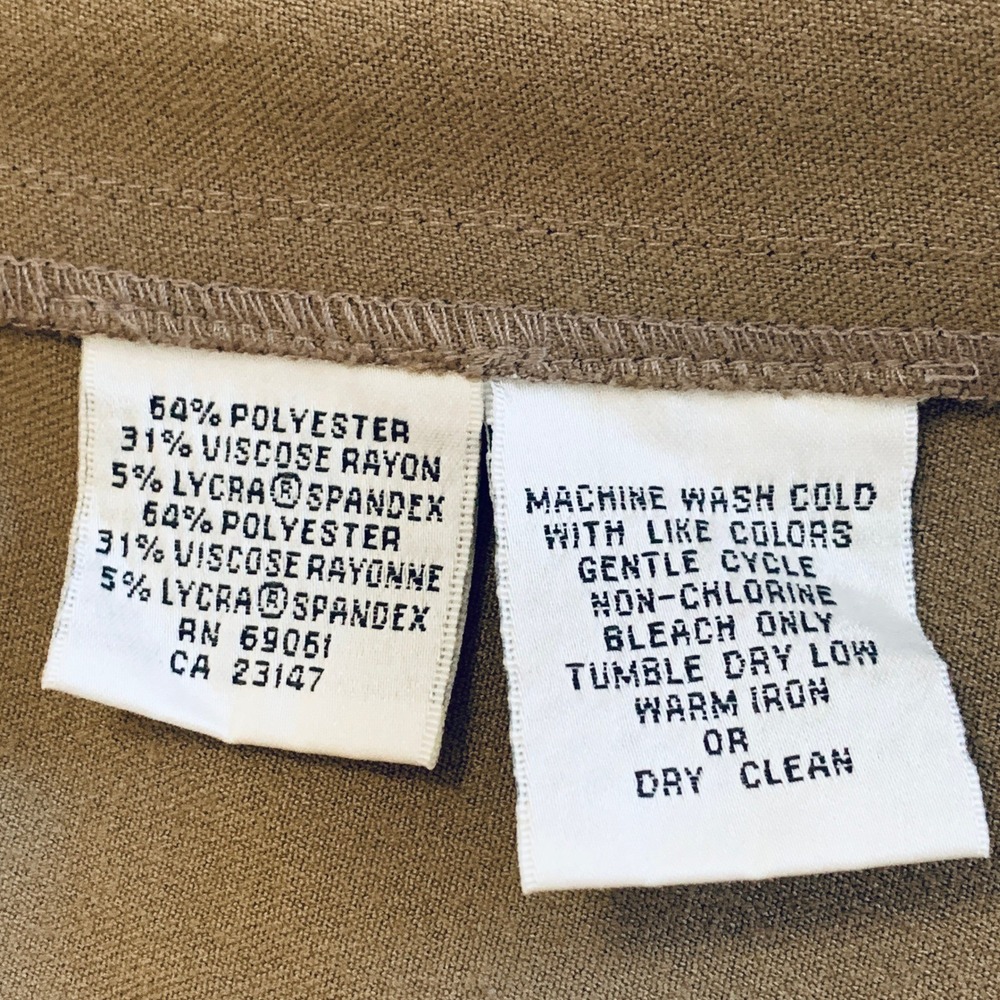 64% POLYESTER
31% VISCOSE RAYON
5% LYCRA®SPANDEX
64% POLYESTER
31% VISCOSE RAYONNE
5% LYCRA®SPANDEX
RN 69061
CA 23147
MACHINE WASH COLD
WITH LIKE COLORS
GENTLE CYCLE
NON-CHLORINE
BLEACH ONLY
TUMBLE DRY LOW
WARM IRON
OR
DRY CLEAN